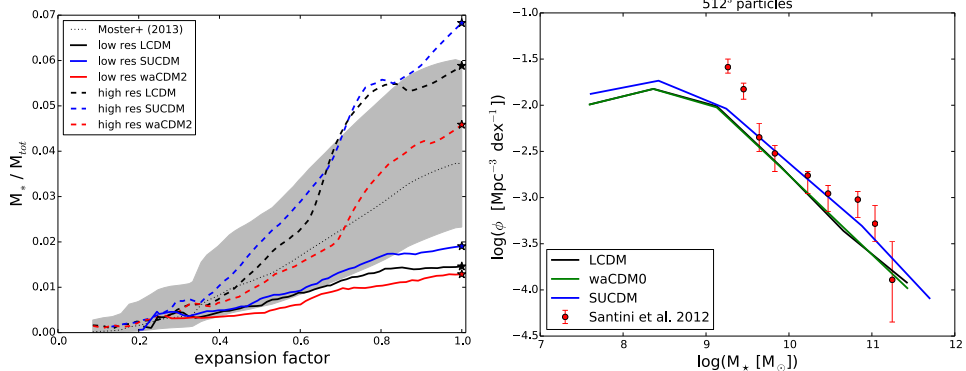 0.07
0.06
0.05
0.04
0.03
0.02
0.01
0.00
M⋆ / M_tot
Moster+ (2013)
low res LCDM
low res SUCDM
low res waCDM2
high res LCDM
high res SUCDM
high res waCDM2
0.0 0.2 0.4 0.6 0.8 1.0
expansion factor
512³ particles
−1.0
−1.5
−2.0
−2.5
−3.0
−3.5
−4.0
−4.5
log(ϕ [Mpc⁻³ dex⁻¹)
LCDM
waCDM0
SUCDM
Santini et al. 2012
7 8 9 10 11 12
log(M⋆ [M⊙])